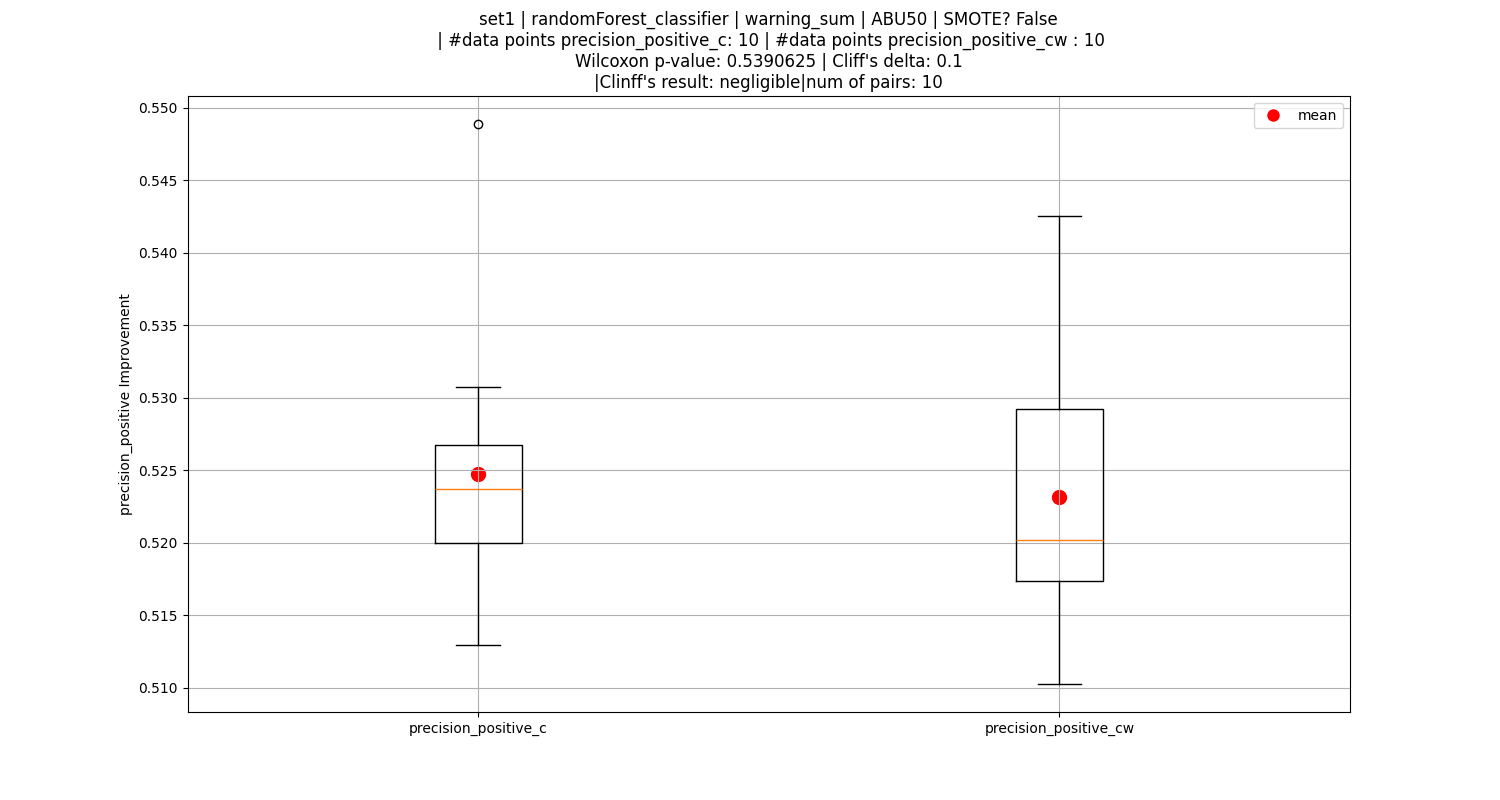 set1 | randomForest_classifier | warning_sum | ABU50 | SMOTE? False
| #data points precision_positive_c: 10 | #data points precision_positive_cw : 10
Wilcoxon p-value: 0.5390625 | Cliff's delta: 0.1
|Clinff's result: negligible|num of pairs: 10
mean
0.550
0.545
0.540
0.535
0.530
0.525
0.520
0.515
0.510
precision_positive Improvement
precision_positive_c
precision_positive_cw